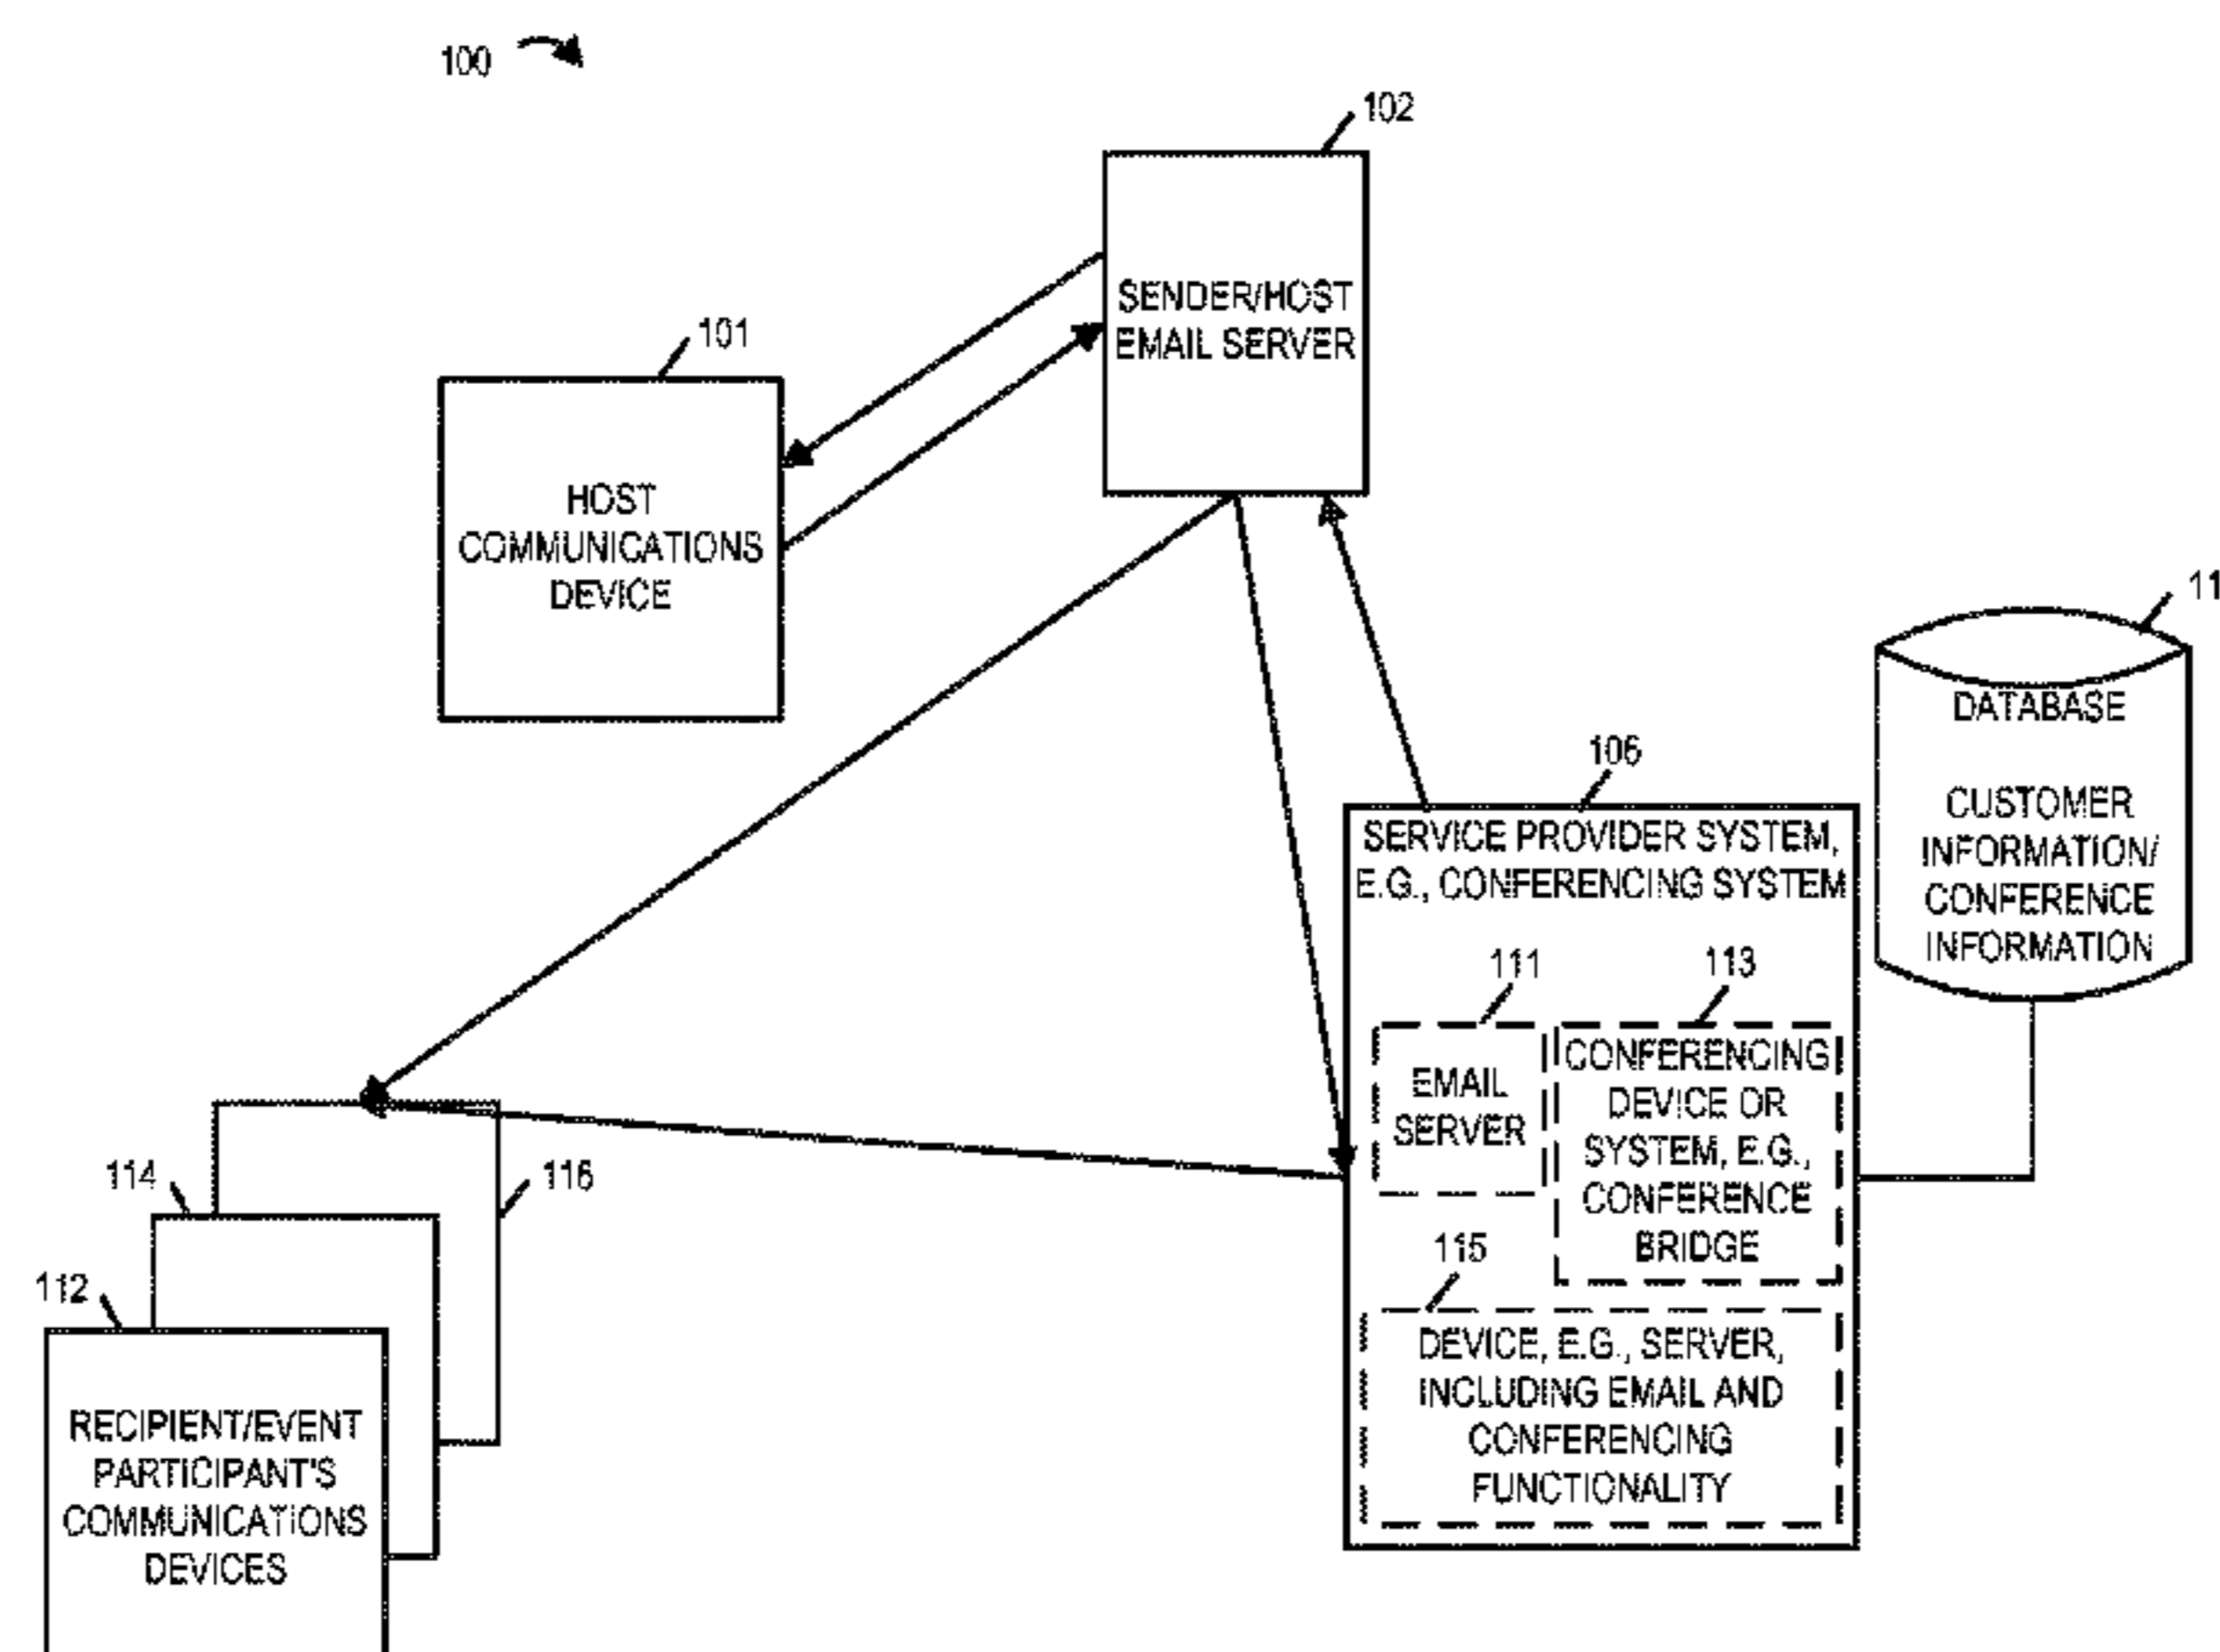 100
102
SENDER/HOST
EMAIL SERVER
101
HOST
COMMUNICATIONS
DEVICE
11
DATABASE
CUSTOMER
INFORMATION/
CONFERENCE
INFORMATION
106
SERVICE PROVIDER SYSTEM,
E.G., CONFERENCING SYSTEM
111
EMAIL
SERVER
113
CONFERENCING
DEVICE OR
SYSTEM, E.G.,
CONFERENCE
BRIDGE
115
DEVICE, E.G., SERVER,
INCLUDING EMAIL AND
CONFERENCING
FUNCTIONALITY
116
114
112
RECIPIENT/EVENT
PARTICIPANT'S
COMMUNICATIONS
DEVICES